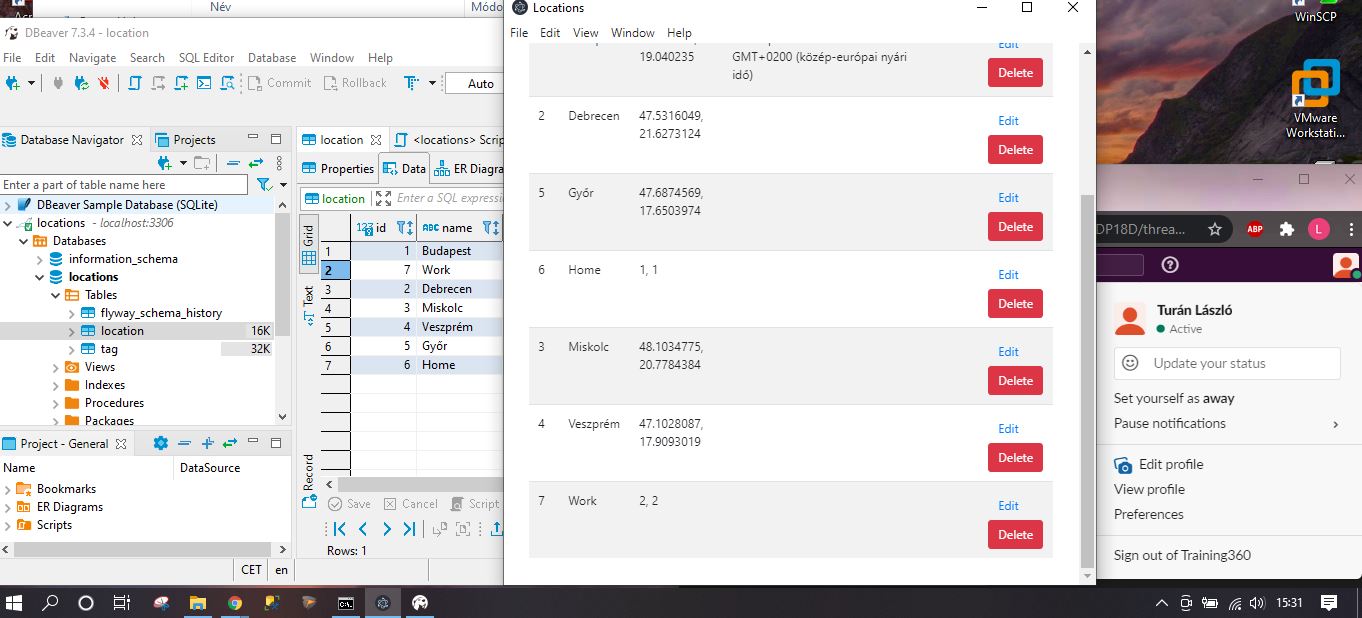 Név
Módo
DBeaver 7.3.4 - location
File Edit Navigate Search SQL Editor Database Window Help
Commit Rollback Auto
Database Navigator Projects
Enter a part of table name here
DBeaver Sample Database (SQLite)
locations - localhost:3306
Databases
information_schema
locations
Tables
flyway_schema_history
location 16K
tag 32K
Views
Indexes
Procedures
Packages
Project - General
Name DataSource
Bookmarks
ER Diagrams
Scripts
CET en
location <locations> Scrip
Properties Data ER Diagra
location Enter a SQL expressi
Grid
Text
Record
123 id ABC name
1 1 Budapest
2 7 Work
3 2 Debrecen
4 3 Miskolc
5 4 Veszprém
6 5 Győr
7 6 Home
Save Cancel Script
Rows: 1
Locations
File Edit View Window Help
19.040235 GMT+0200 (közép-európai nyári
idő)
Edit
Delete
2 Debrecen 47.5316049,
21.6273124
Edit
Delete
5 Győr 47.6874569,
17.6503974
Edit
Delete
6 Home 1, 1
Edit
Delete
3 Miskolc 48.1034775,
20.7784384
Edit
Delete
4 Veszprém 47.1028087,
17.9093019
Edit
Delete
7 Work 2, 2
Edit
Delete
WinSCP
VMware
Workstati...
DP18D/threa... ABP L
Turán László
Active
Update your status
Set yourself as away
Pause notifications
Edit profile
View profile
Preferences
Sign out of Training360
15:31